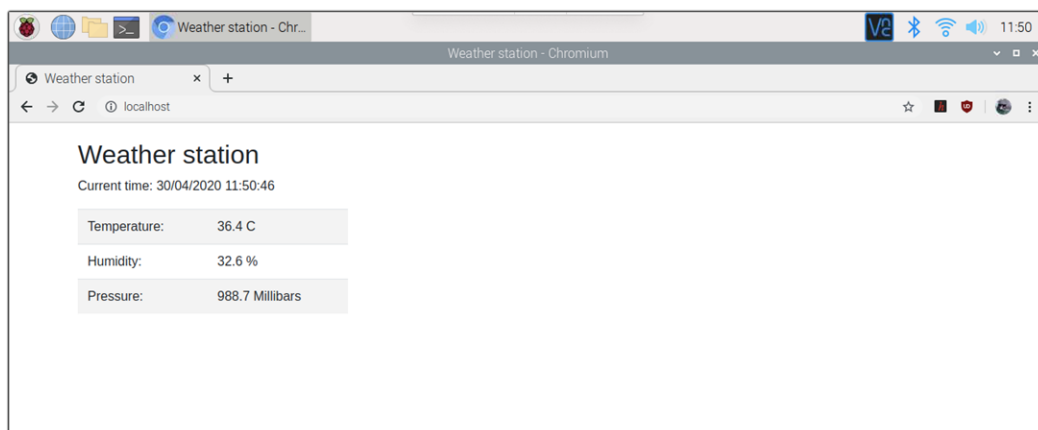 Weather station - Chr...
11:50
Weather station - Chromium
Weather station
localhost
Weather station
Current time: 30/04/2020 11:50:46
Temperature: 36.4 C
Humidity: 32.6 %
Pressure: 988.7 Millibars